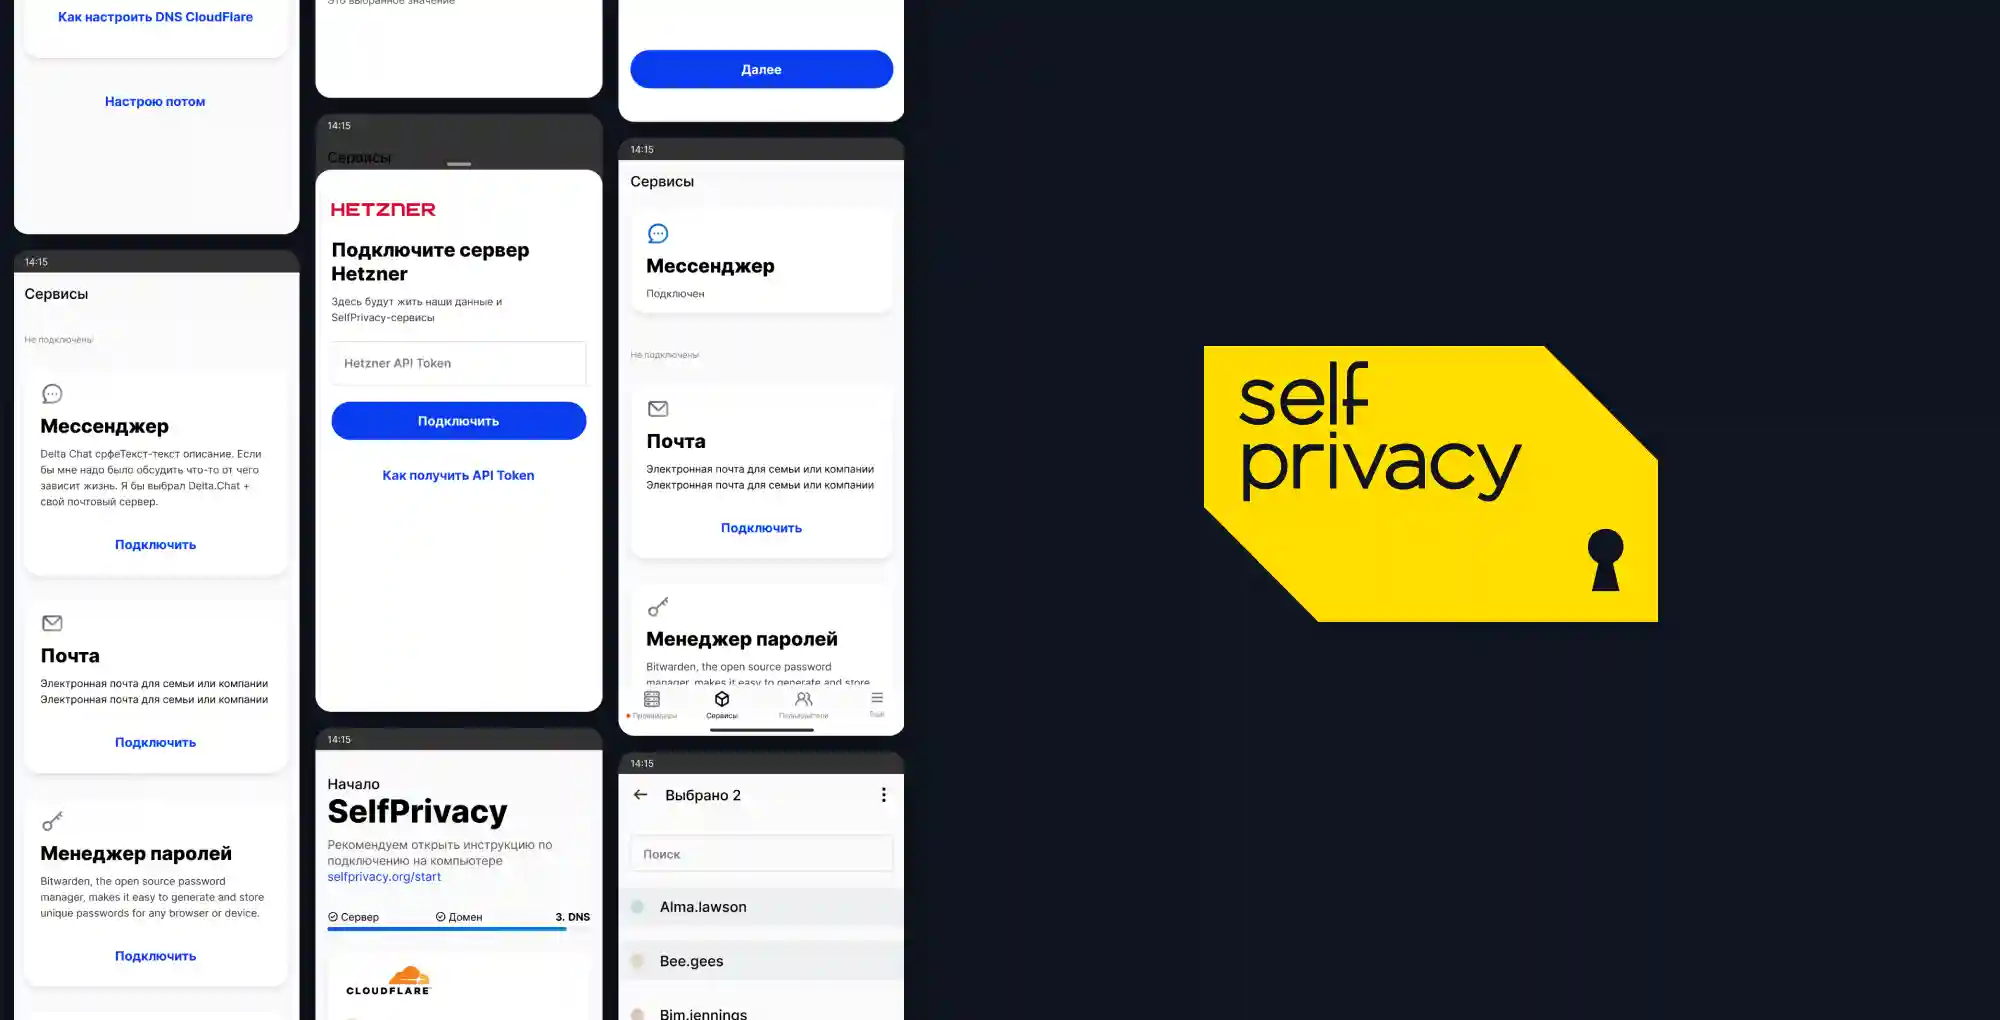 Как настроить DNS CloudFlare
Настрою потом
14:15
Сервисы
Не подключены
Мессенджер
Delta Chat срфеТекст-текст описание. Если
бы мне надо было обсудить что-то от чего
зависит жизнь. Я бы выбрал Delta.Chat +
свой почтовый сервер.
Подключить
Почта
Электронная почта для семьи или компании
Электронная почта для семьи или компании
Подключить
Менеджер паролей
Bitwarden, the open source password
manager, makes it easy to generate and store
unique passwords for any browser or device.
Подключить
Это выбранное значение
14:15
Сервисы
HETZNER
Подключите сервер
Hetzner
Здесь будут жить наши данные и
SelfPrivacy-сервисы
Hetzner API Token
Подключить
Как получить API Token
14:15
Начало
SelfPrivacy
Рекомендуем открыть инструкцию по
подключению на компьютере
selfprivacy.org/start
Сервер
Домен
3. DNS
CLOUDFLARE
Далее
14:15
Сервисы
Мессенджер
Подключен
Не подключены
Почта
Электронная почта для семьи или компании
Электронная почта для семьи или компании
Подключить
Менеджер паролей
Bitwarden, the open source password
manager, makes it easy to generate and store
Провайдеры
Сервисы
Пользователи
Ещё
14:15
Выбрано 2
Поиск
Alma.lawson
Bee.gees
Bim.jennings
self
privacy